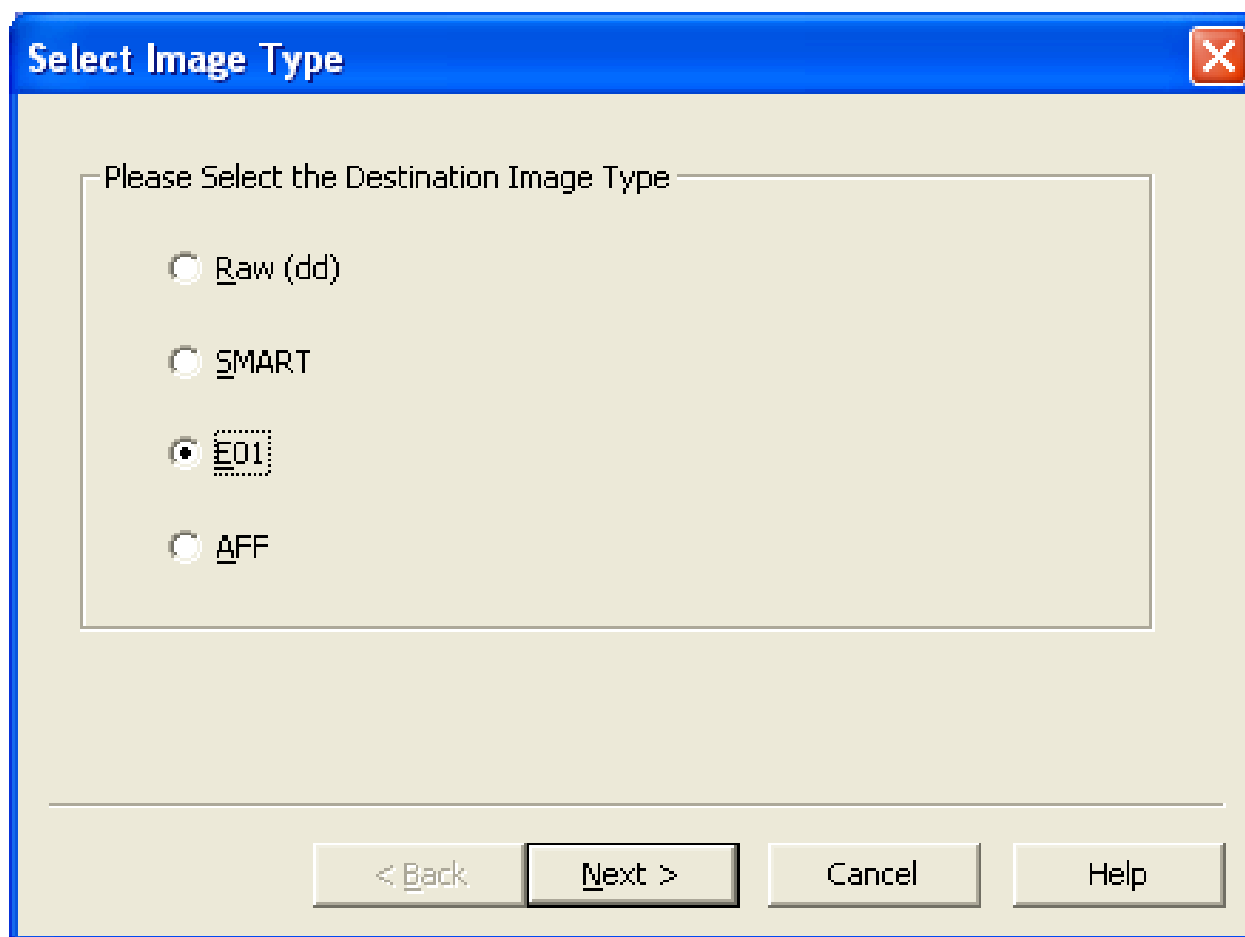 Select Image Type
Please Select the Destination Image Type
Raw (dd)
SMART
E01
AFF
< Back
Next >
Cancel
Help